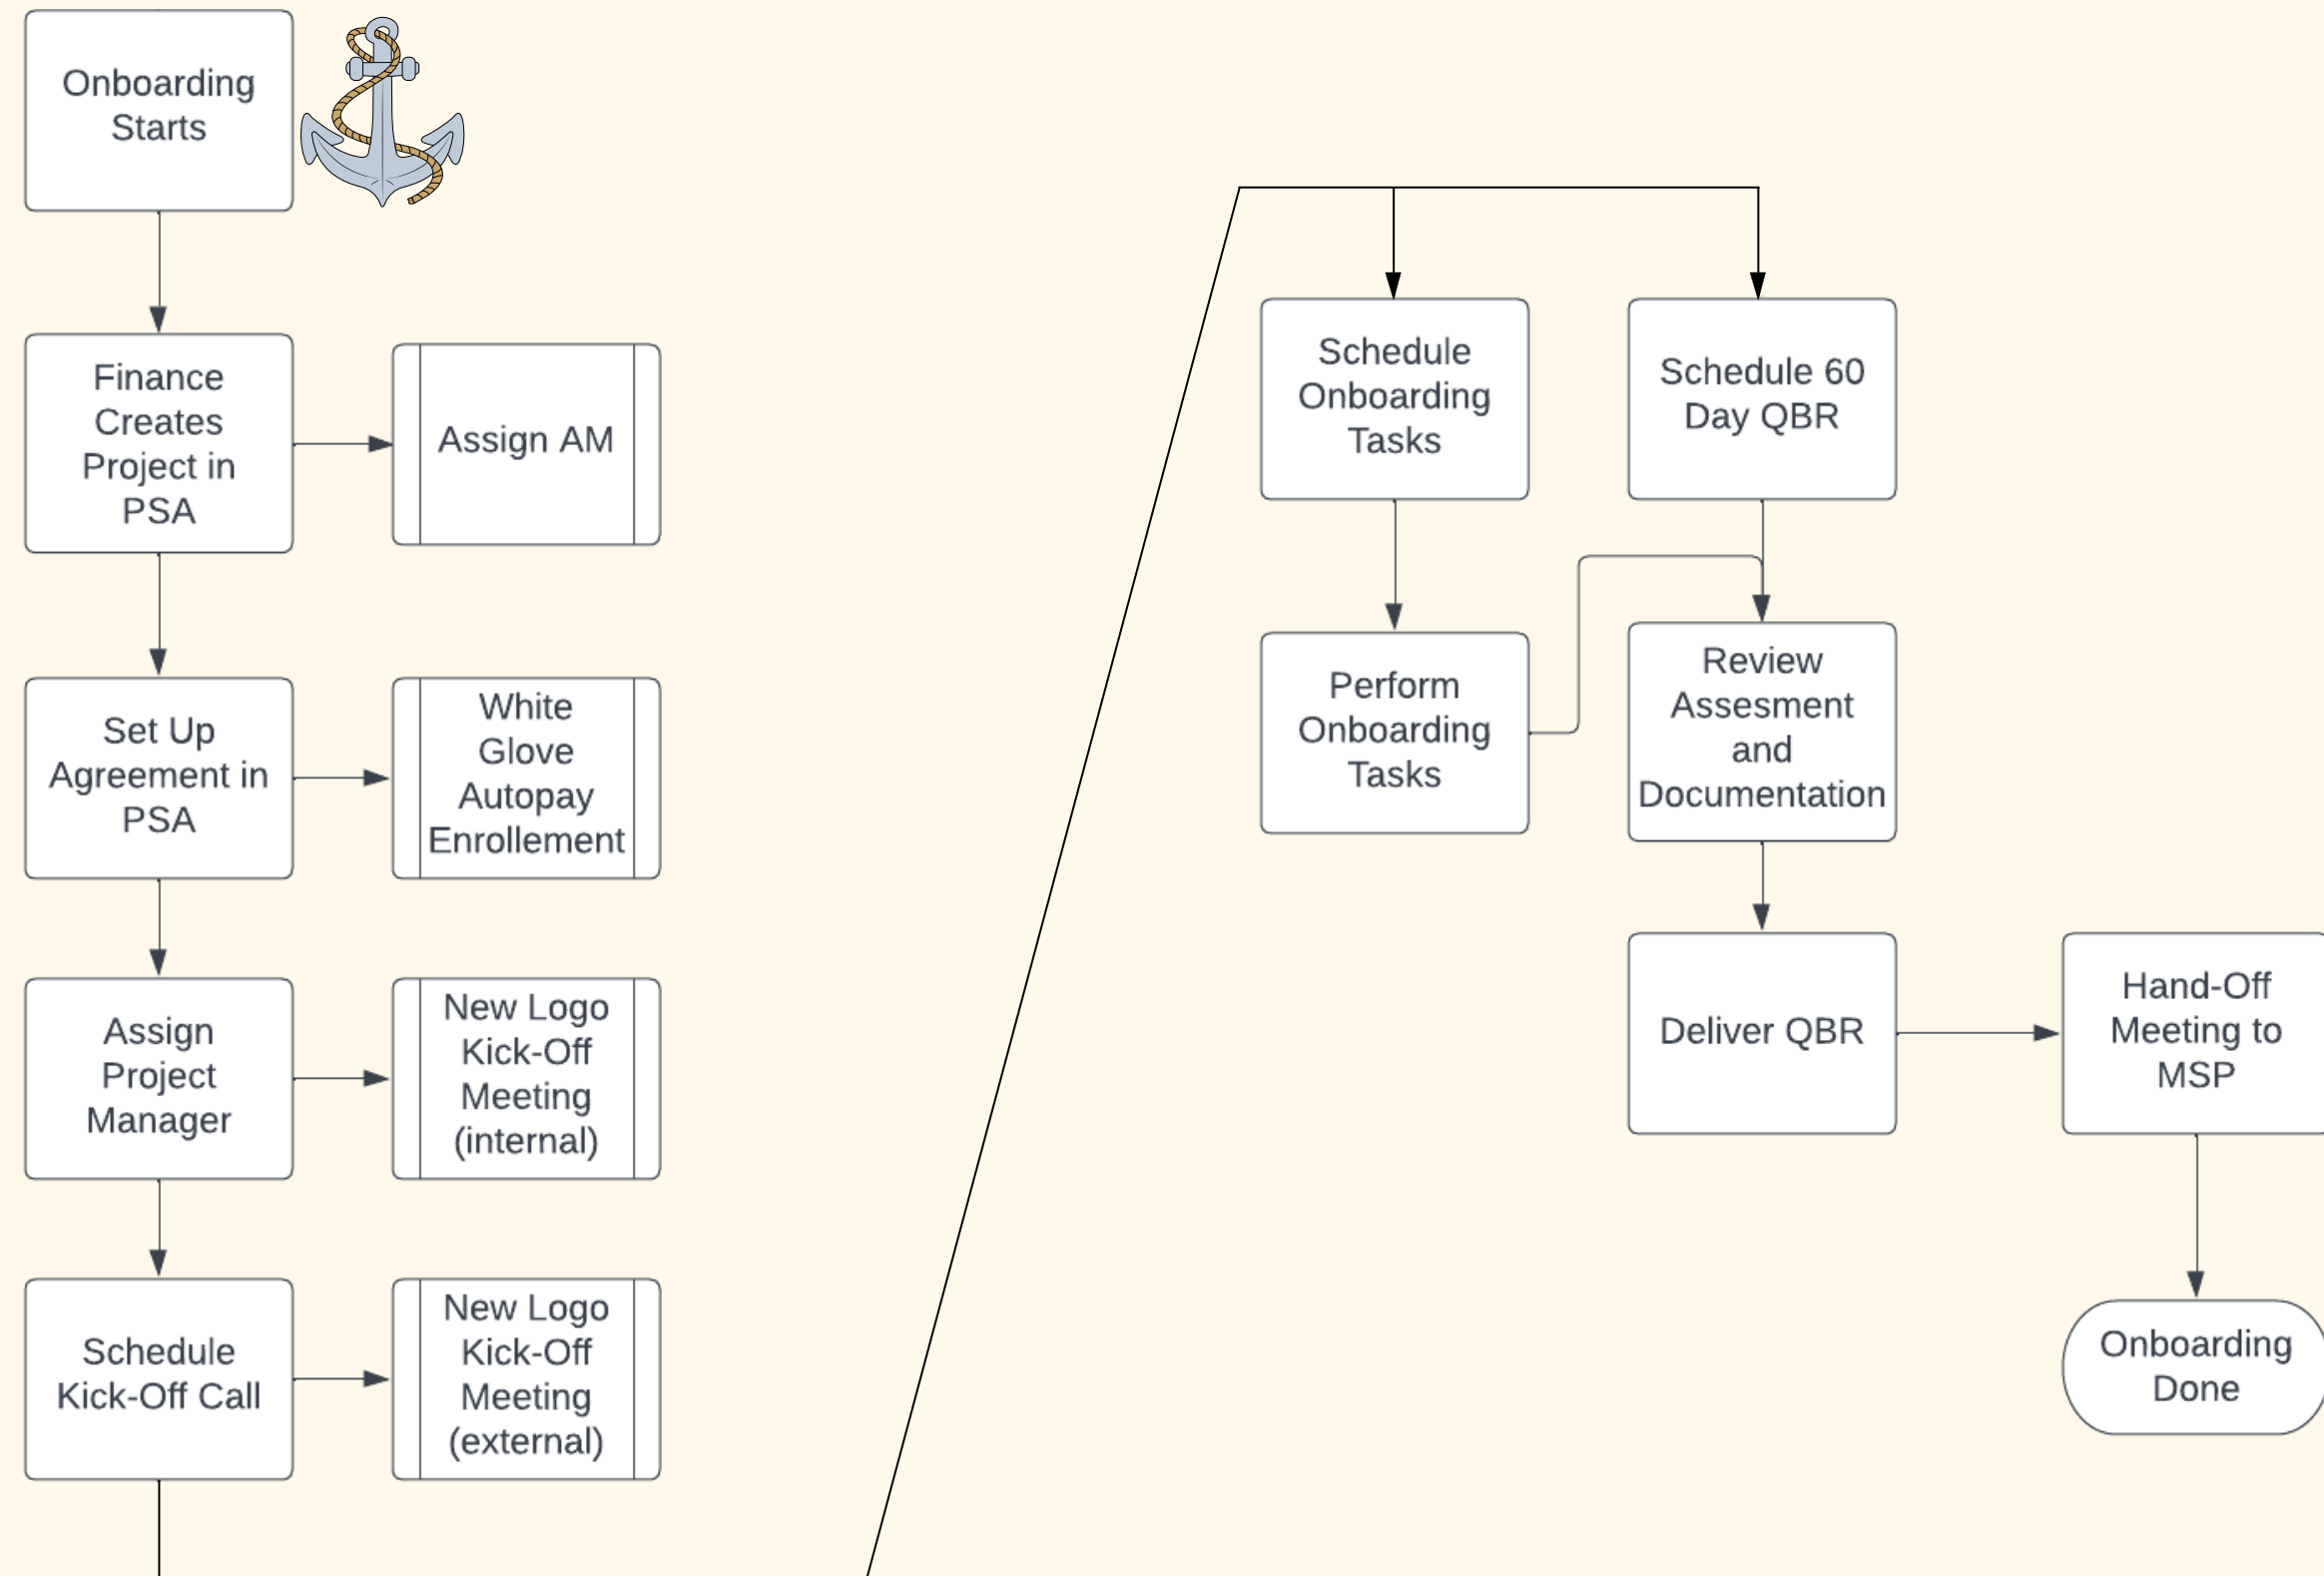 Onboarding
Starts
Finance
Creates
Project in
PSA
Assign AM
Set Up
Agreement in
PSA
White
Glove
Autopay
Enrollement
Assign
Project
Manager
New Logo
Kick-Off
Meeting
(internal)
Schedule
Kick-Off Call
New Logo
Kick-Off
Meeting
(external)
Schedule
Onboarding
Tasks
Schedule 60
Day QBR
Perform
Onboarding
Tasks
Review
Assesment
and
Documentation
Deliver QBR
Hand-Off
Meeting to
MSP
Onboarding
Done